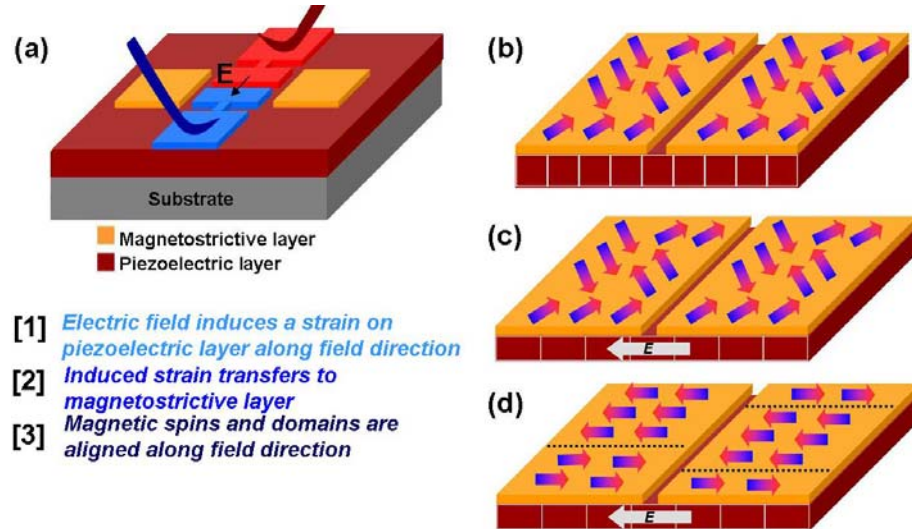 (a)
E
Substrate
Magnetostrictive layer
Piezoelectric layer
[1] Electric field induces a strain on
piezoelectric layer along field direction
[2] Induced strain transfers to
magnetostrictive layer
[3] Magnetic spins and domains are
aligned along field direction
(b)
(c)
E
(d)
E